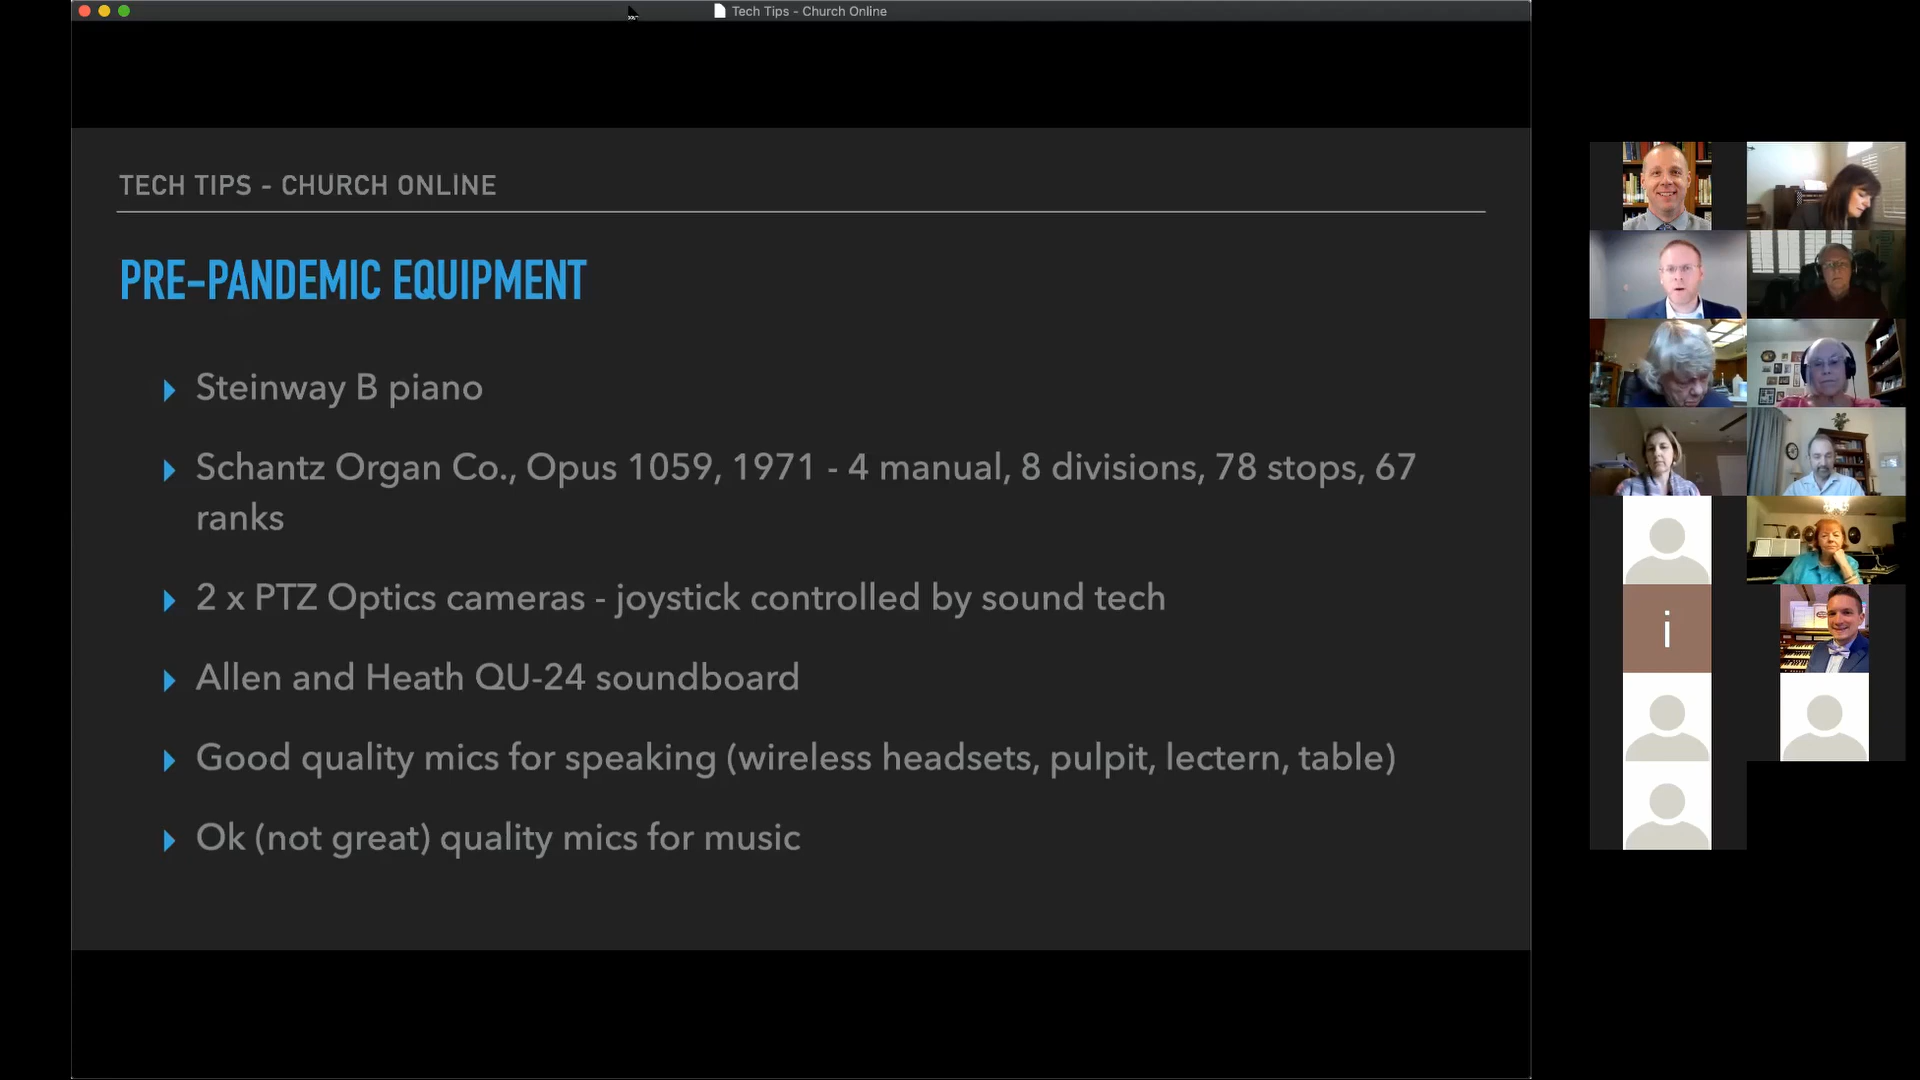 Tech Tips - Church Online
TECH TIPS - CHURCH ONLINE
PRE-PANDEMIC EQUIPMENT
Steinway B piano
Schantz Organ Co., Opus 1059, 1971 - 4 manual, 8 divisions, 78 stops, 67
ranks
2 x PTZ Optics cameras - joystick controlled by sound tech
Allen and Heath QU-24 soundboard
Good quality mics for speaking (wireless headsets, pulpit, lectern, table)
Ok (not great) quality mics for music
i